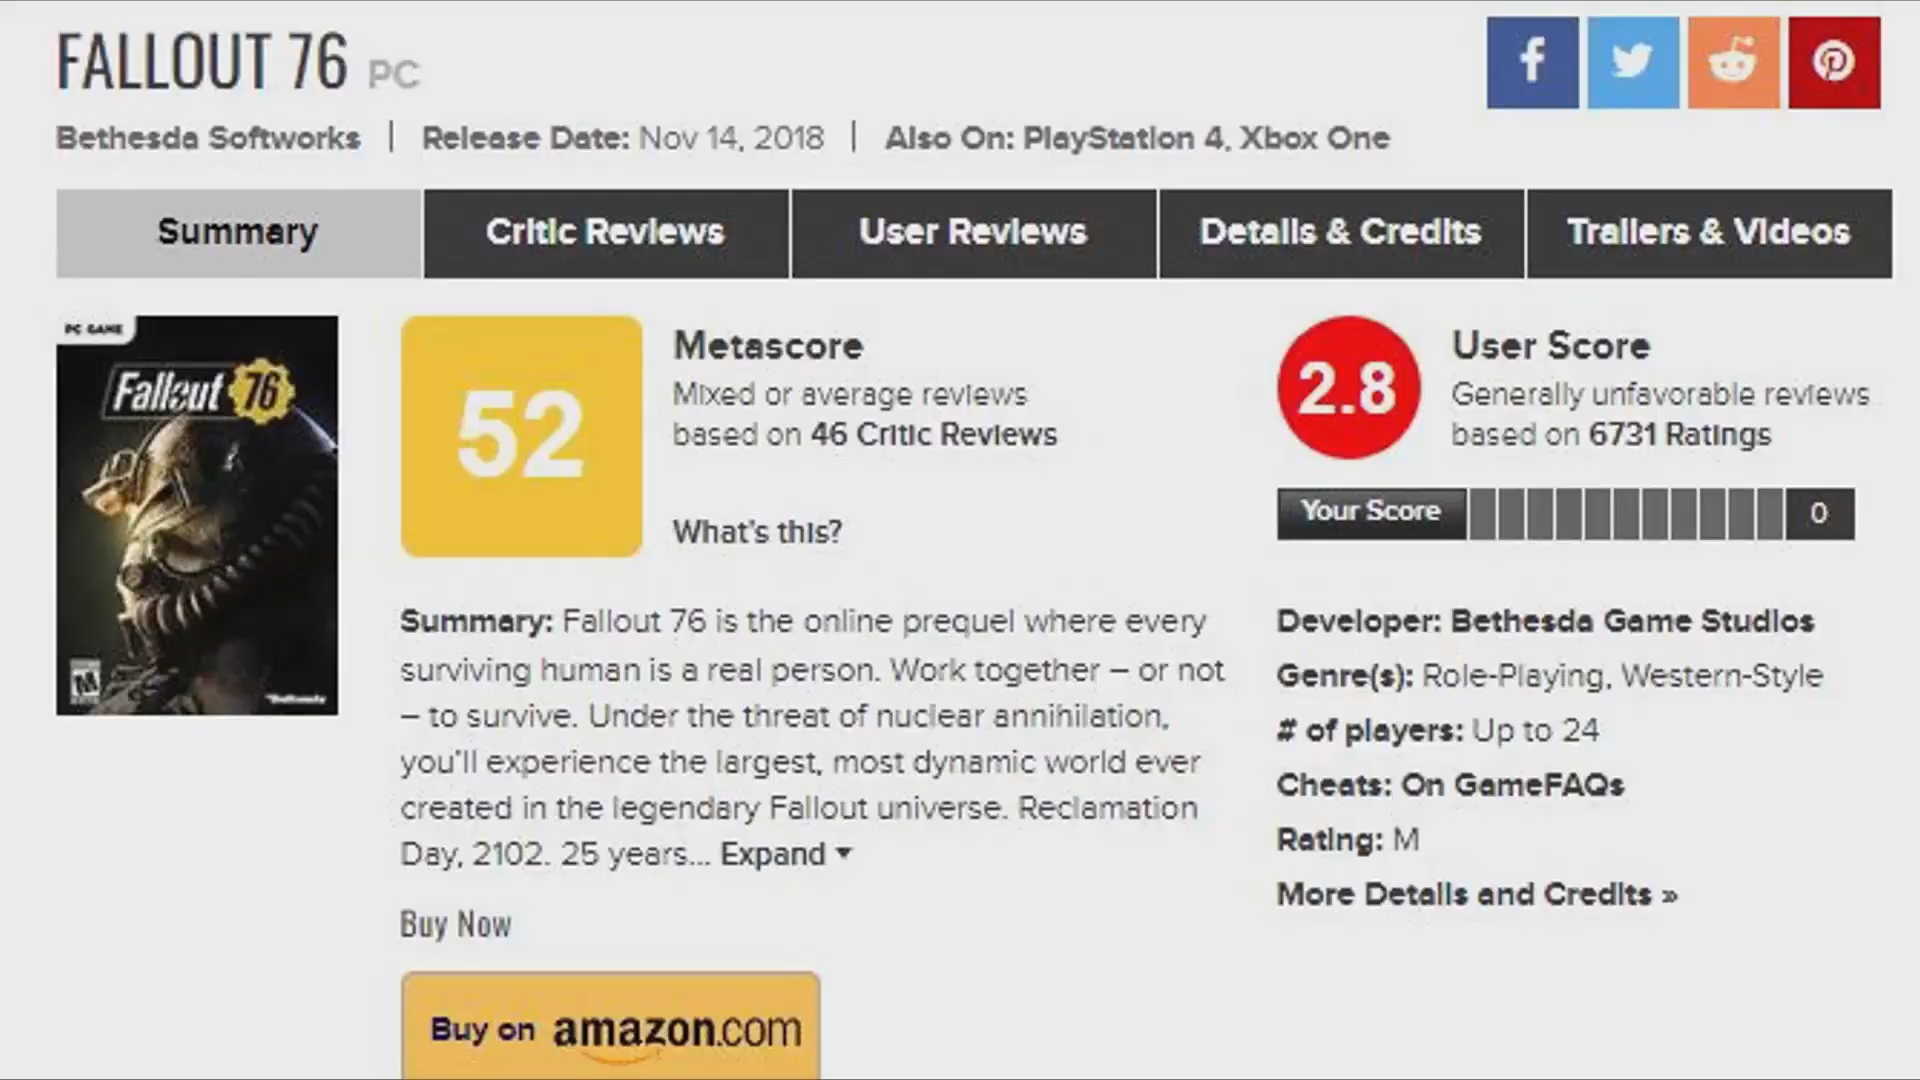 FALLOUT 76 PC
Bethesda Softworks | Release Date: Nov 14, 2018 | Also On: PlayStation 4, Xbox One
Summary
Critic Reviews
User Reviews
Details & Credits
Trailers & Videos
PC GAME
Fallout 76
M
Bethesda
52
Metascore
Mixed or average reviews
based on 46 Critic Reviews
What's this?
2.8
User Score
Generally unfavorable reviews
based on 6731 Ratings
Your Score
0
Summary: Fallout 76 is the online prequel where every
surviving human is a real person. Work together – or not
– to survive. Under the threat of nuclear annihilation,
you'll experience the largest, most dynamic world ever
created in the legendary Fallout universe. Reclamation
Day, 2102. 25 years... Expand
Buy Now
Buy on amazon.com
Developer: Bethesda Game Studios
Genre(s): Role-Playing, Western-Style
# of players: Up to 24
Cheats: On GameFAQs
Rating: M
More Details and Credits »